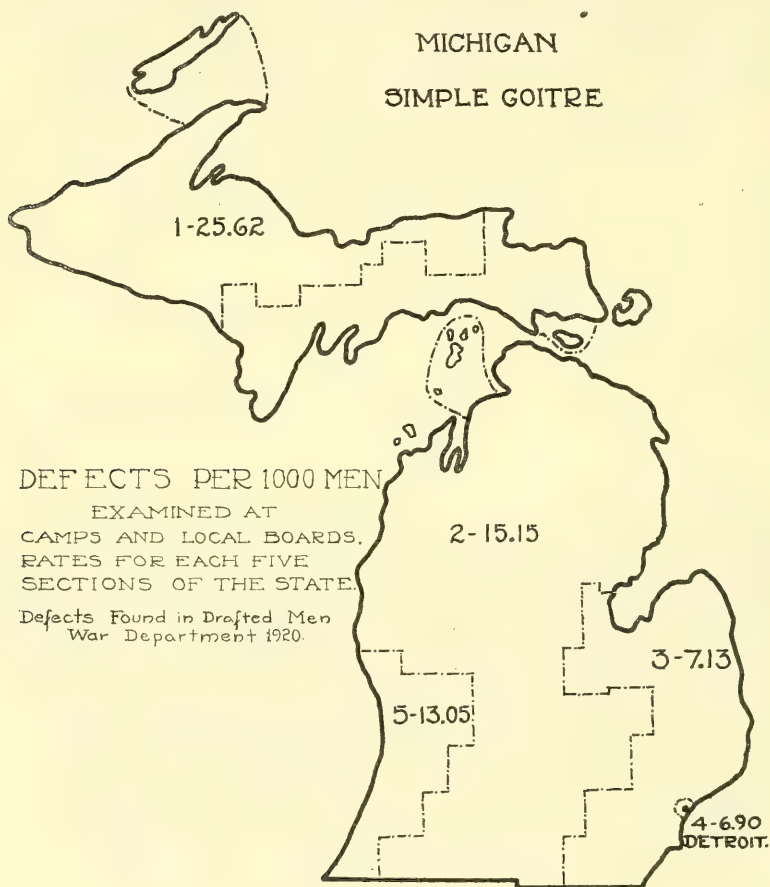 MICHIGAN
SIMPLE GOITRE
1-25.62
DEFECTS PER 1000 MEN
EXAMINED AT
CAMPS AND LOCAL BOARDS,
RATES FOR EACH FIVE
SECTIONS OF THE STATE.
Defects Found in Drafted Men
War Department 1920.
2-15.15
3-7.13
5-13.05
4-6.90
DETROIT.